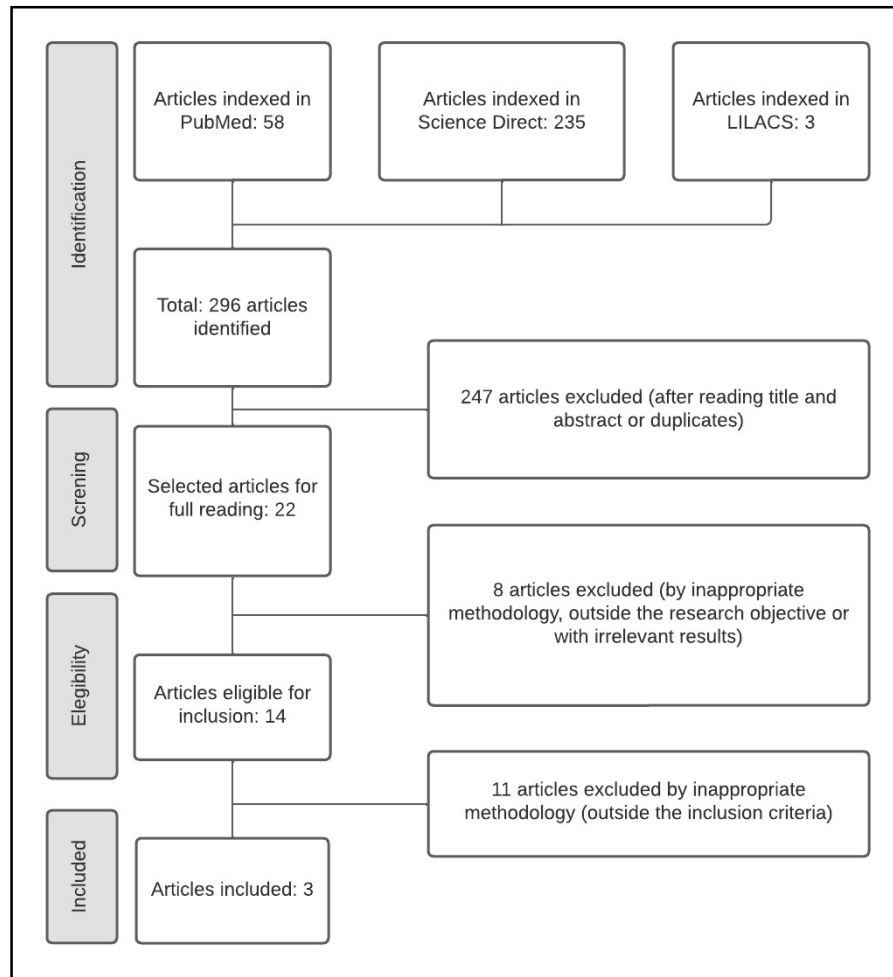 Identification
Articles indexed in
PubMed: 58
Articles indexed in
Science Direct: 235
Articles indexed in
LILACS: 3
Total: 296 articles
identified
247 articles excluded (after reading title and
abstract or duplicates)
Screning
Selected articles for
full reading: 22
8 articles excluded (by inappropriate
methodology, outside the research objective or
with irrelevant results)
Elegibility
Articles eligible for
inclusion: 14
11 articles excluded by inappropriate
methodology (outside the inclusion criteria)
Included
Articles included: 3